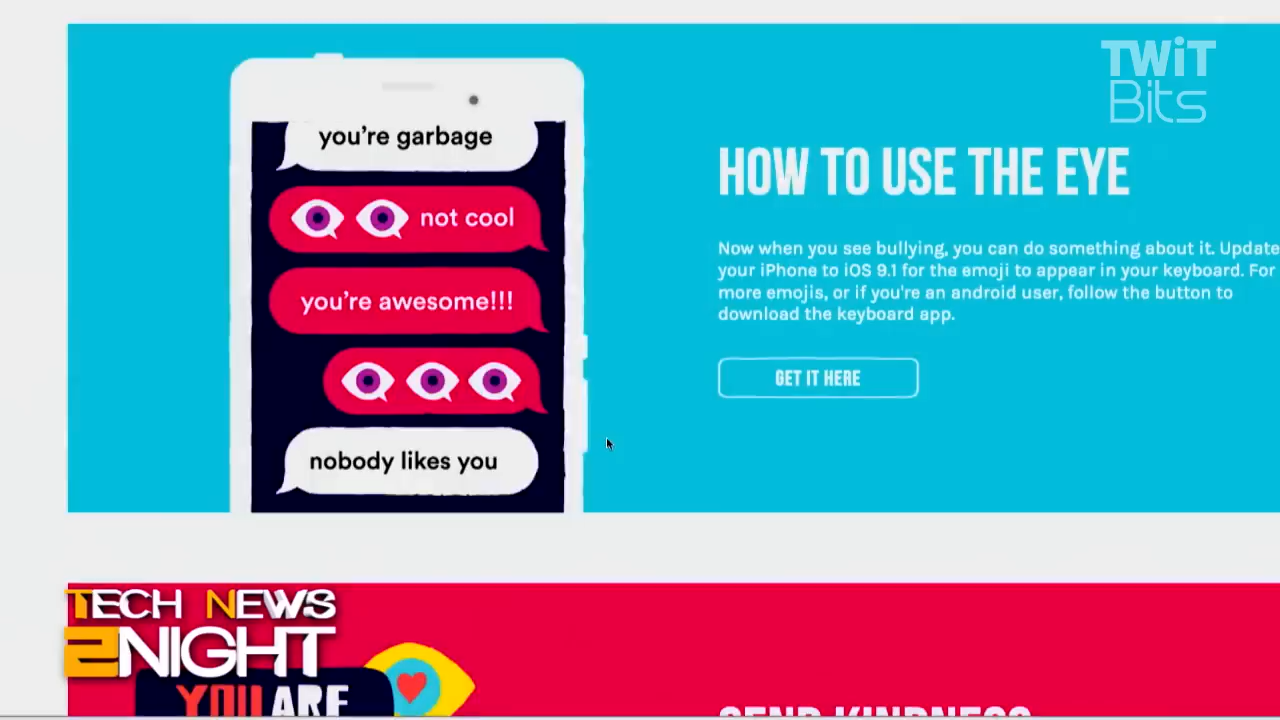 TWiT
Bits
you're garbage
not cool
you're awesome!!!
nobody likes you
HOW TO USE THE EYE
Now when you see bullying, you can do something about it. Update
your iPhone to iOS 9.1 for the emoji to appear in your keyboard. For
more emojis, or if you're an android user, follow the button to
download the keyboard app.
GET IT HERE
TECH NEWS
2NIGHT
YOU ARE
SEND KINDNESS